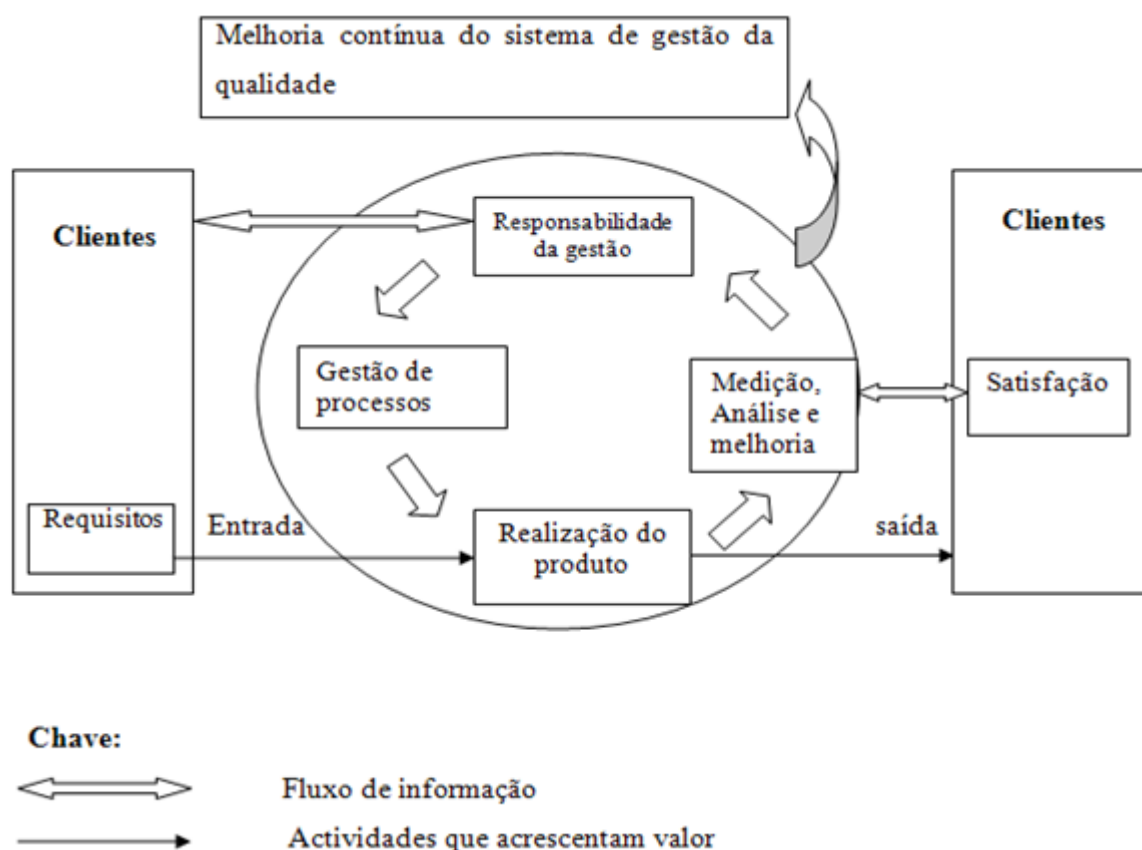 Melhoria contínua do sistema de gestão da
qualidade
Clientes
Responsabilidade
da gestão
Clientes
Gestão de
processos
Medição,
Análise e
melhoria
Satisfação
Requisitos
Entrada
Realização do
produto
saída
Chave:
Fluxo de informação
Actividades que acrescentam valor